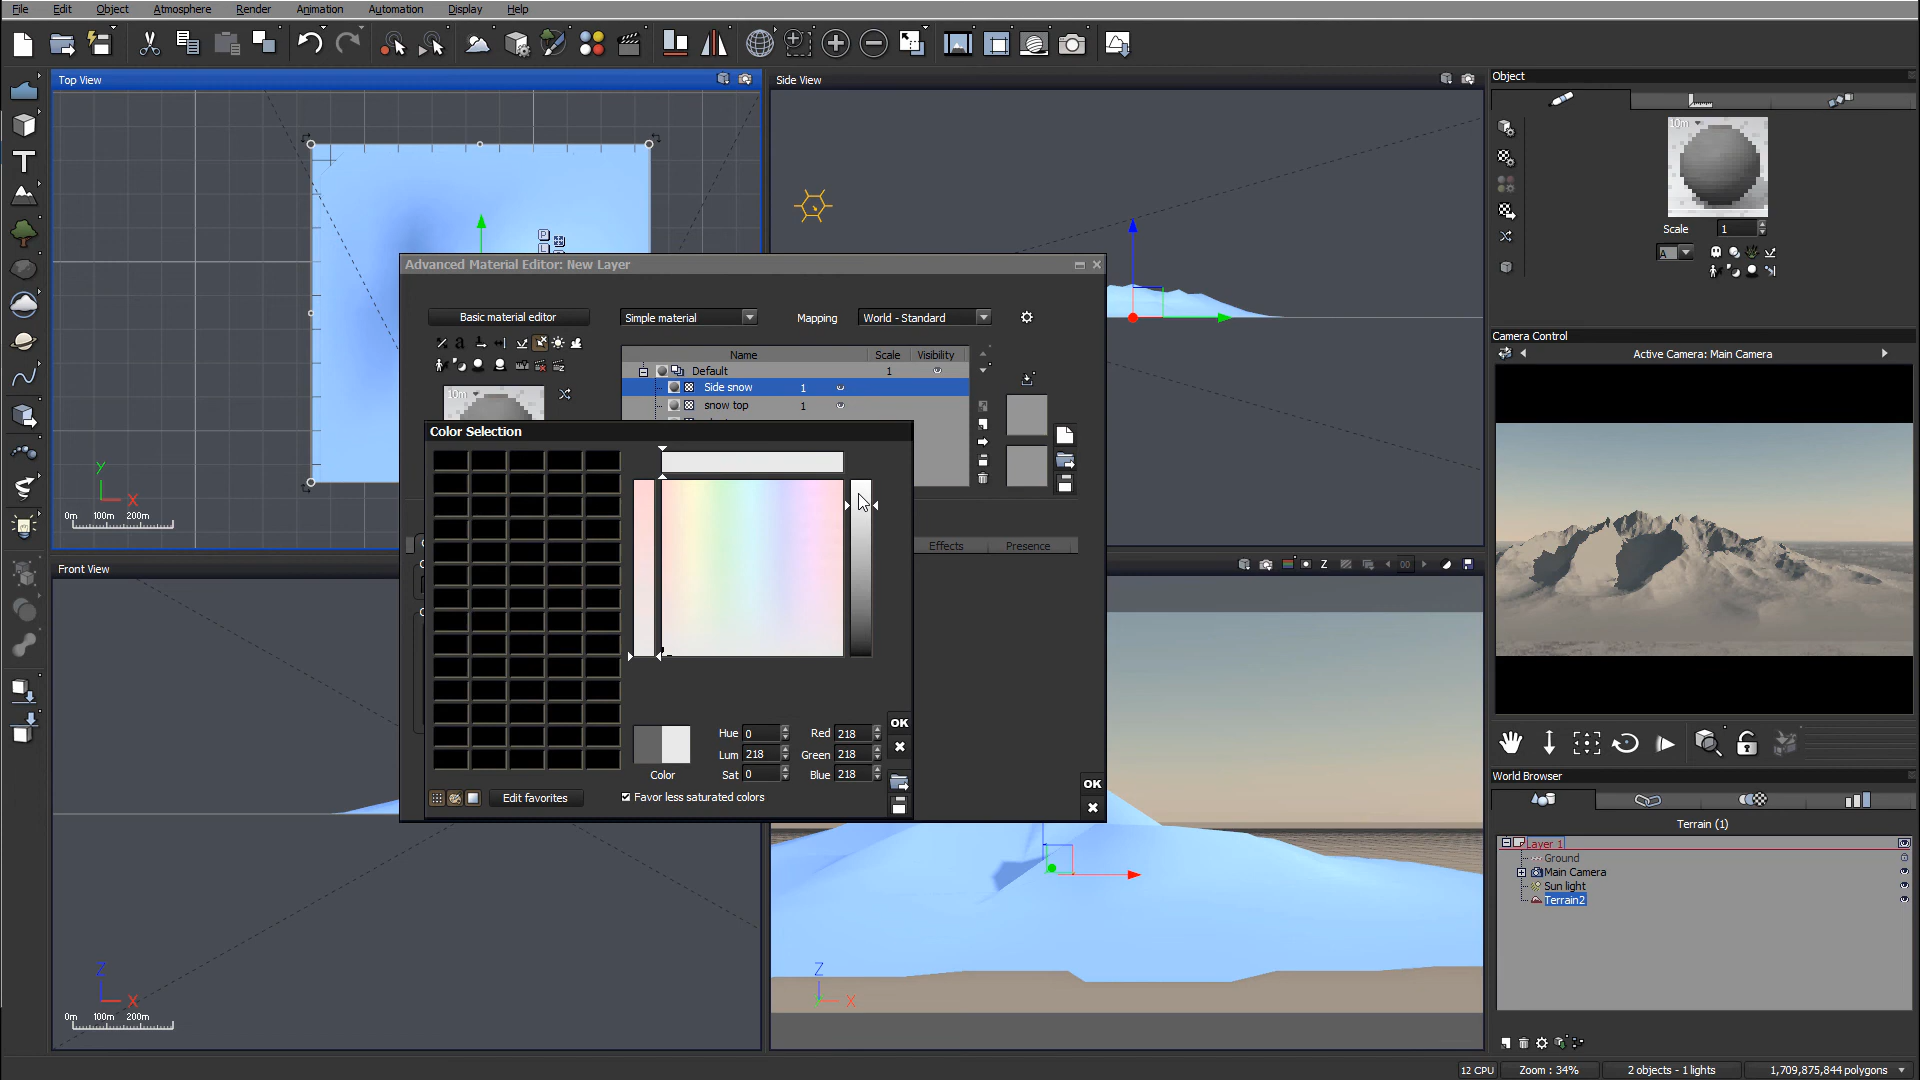 File Edit Object Atmosphere Render Animation Automation Display Help
Top View
Side View
Object
10m
Scale 1
A
Camera Control
Active Camera: Main Camera
Advanced Material Editor: New Layer
Basic material editor
Simple material
Mapping
World - Standard
Name Scale Visibility
Default 1
Side snow 1
snow top 1
10m
P
L
Y
X
0m 100m 200m
Color Selection
Effects Presence
Front View
Z
00
Hue 0
Red 218
Lum 218
Green 218
Sat 0
Blue 218
Color
Edit favorites
Favor less saturated colors
OK
OK
World Browser
Terrain (1)
Layer 1
Ground
Main Camera
Sun light
Terrain2
Z
X
0m 100m 200m
Z
X
12 CPU
Zoom : 34%
2 objects - 1 lights
1,709,875,844 polygons